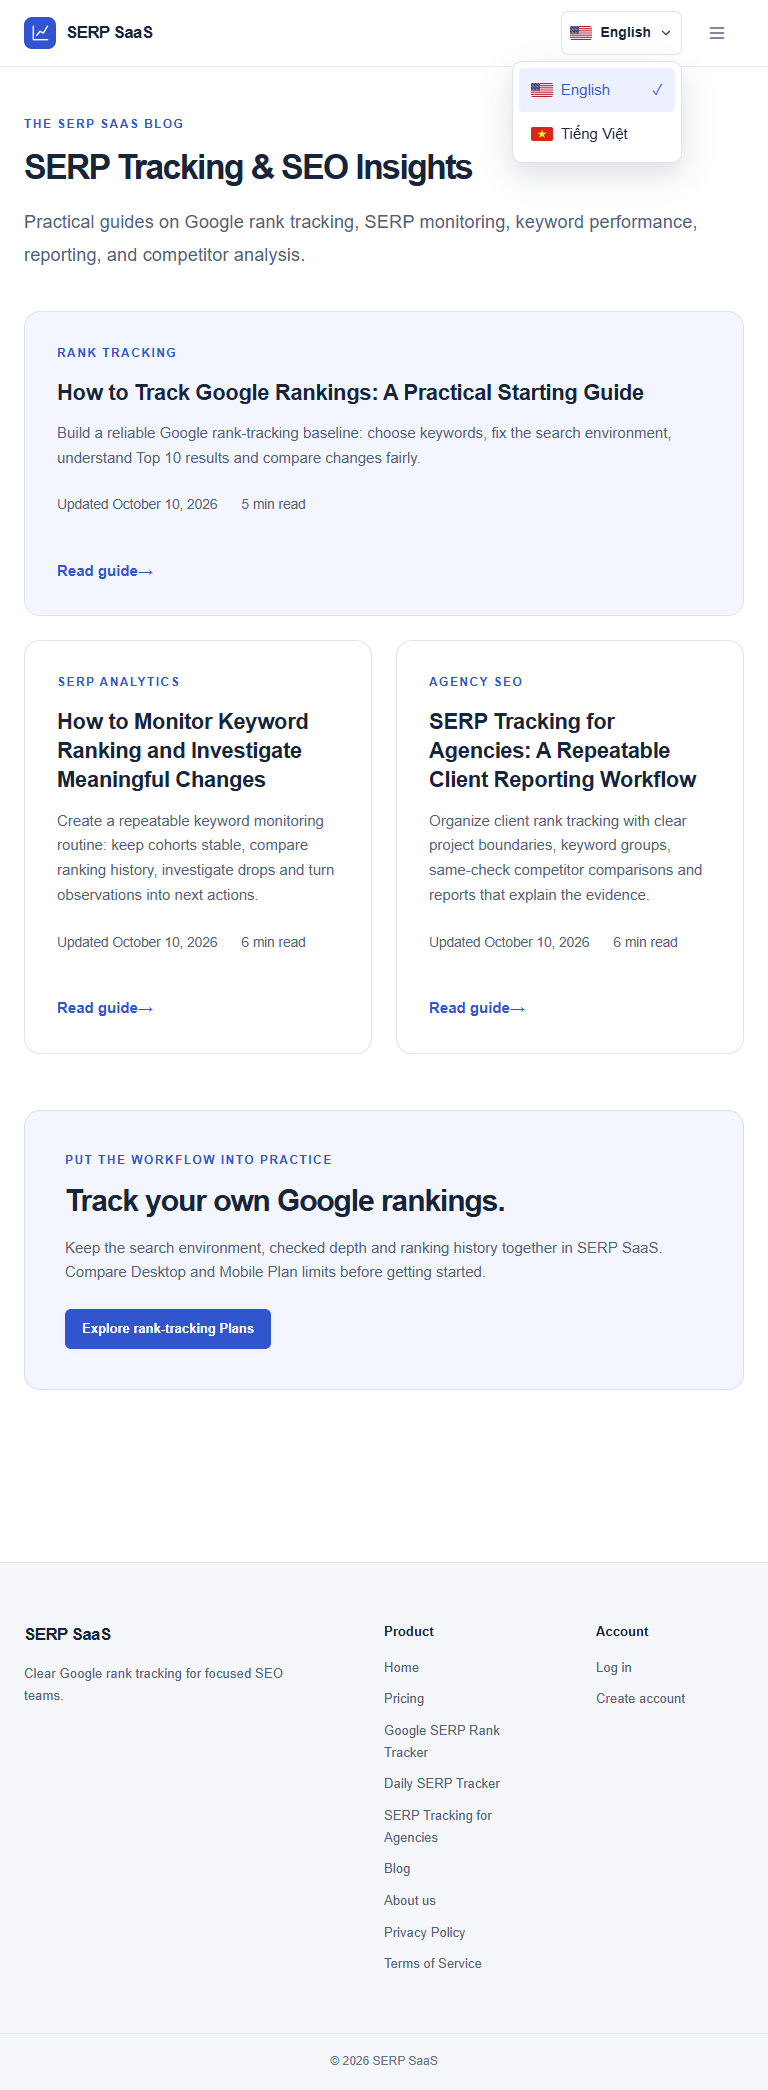 SERP SaaS
English
English
Tiếng Việt
THE SERP SAAS BLOG
SERP Tracking & SEO Insights
Practical guides on Google rank tracking, SERP monitoring, keyword performance,
reporting, and competitor analysis.
RANK TRACKING
How to Track Google Rankings: A Practical Starting Guide
Build a reliable Google rank-tracking baseline: choose keywords, fix the search environment,
understand Top 10 results and compare changes fairly.
Updated October 10, 2026 5 min read
Read guide→
SERP ANALYTICS
How to Monitor Keyword
Ranking and Investigate
Meaningful Changes
Create a repeatable keyword monitoring
routine: keep cohorts stable, compare
ranking history, investigate drops and turn
observations into next actions.
Updated October 10, 2026 6 min read
Read guide→
AGENCY SEO
SERP Tracking for
Agencies: A Repeatable
Client Reporting Workflow
Organize client rank tracking with clear
project boundaries, keyword groups,
same-check competitor comparisons and
reports that explain the evidence.
Updated October 10, 2026 6 min read
Read guide→
PUT THE WORKFLOW INTO PRACTICE
Track your own Google rankings.
Keep the search environment, checked depth and ranking history together in SERP SaaS.
Compare Desktop and Mobile Plan limits before getting started.
Explore rank-tracking Plans
SERP SaaS
Clear Google rank tracking for focused SEO
teams.
Product
Home
Pricing
Google SERP Rank
Tracker
Daily SERP Tracker
SERP Tracking for
Agencies
Blog
About us
Privacy Policy
Terms of Service
Account
Log in
Create account
© 2026 SERP SaaS